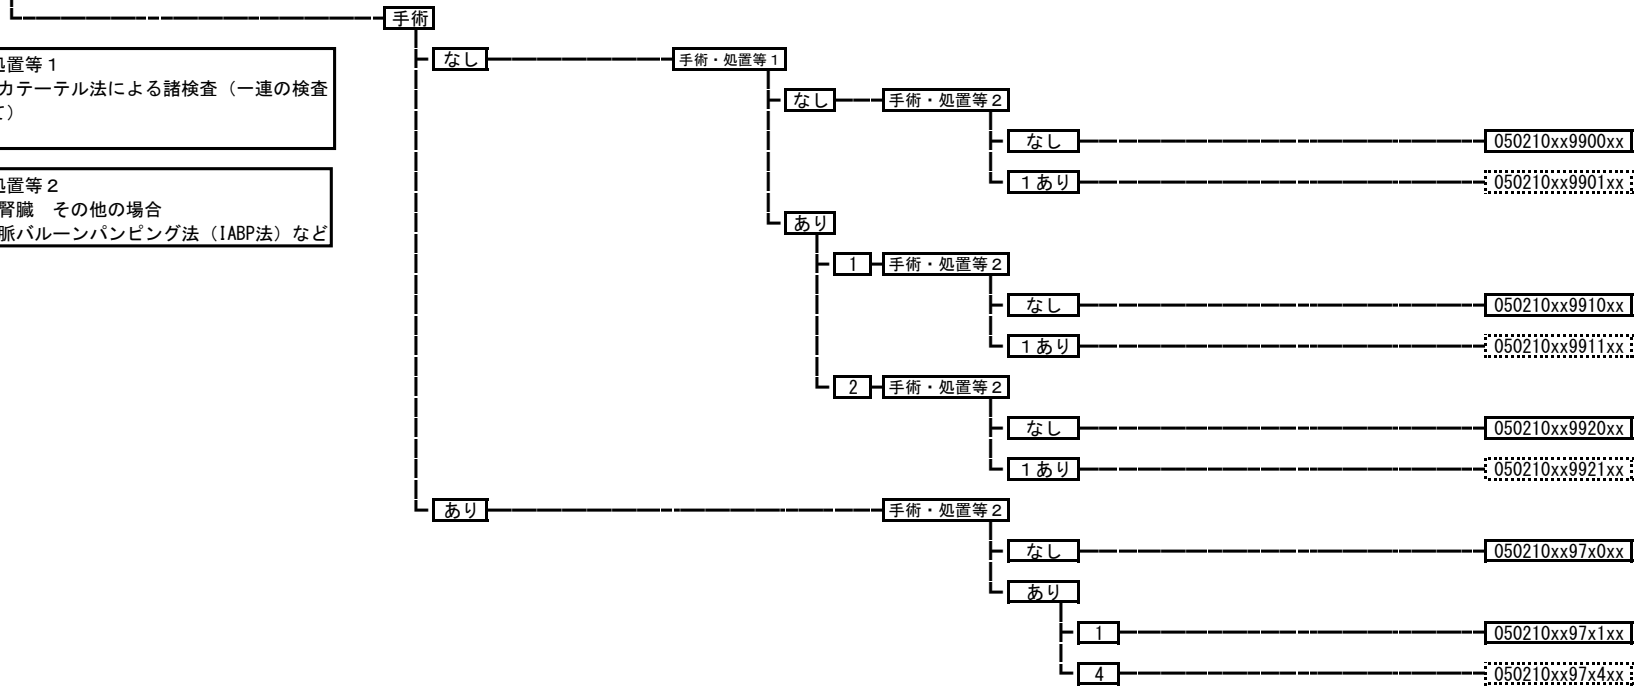 手術
なし
手術・処置等1
処置等1
カテーテル法による諸検査（一連の検査
て）
なし
手術・処置等2
なし
050210xx9900xx
1あり
050210xx9901xx
処置等2
腎臓　その他の場合
脈バルーンパンピング法（IABP法）など
あり
1
手術・処置等2
なし
050210xx9910xx
1あり
050210xx9911xx
2
手術・処置等2
なし
050210xx9920xx
1あり
050210xx9921xx
あり
手術・処置等2
なし
050210xx97x0xx
あり
1
050210xx97x1xx
4
050210xx97x4xx